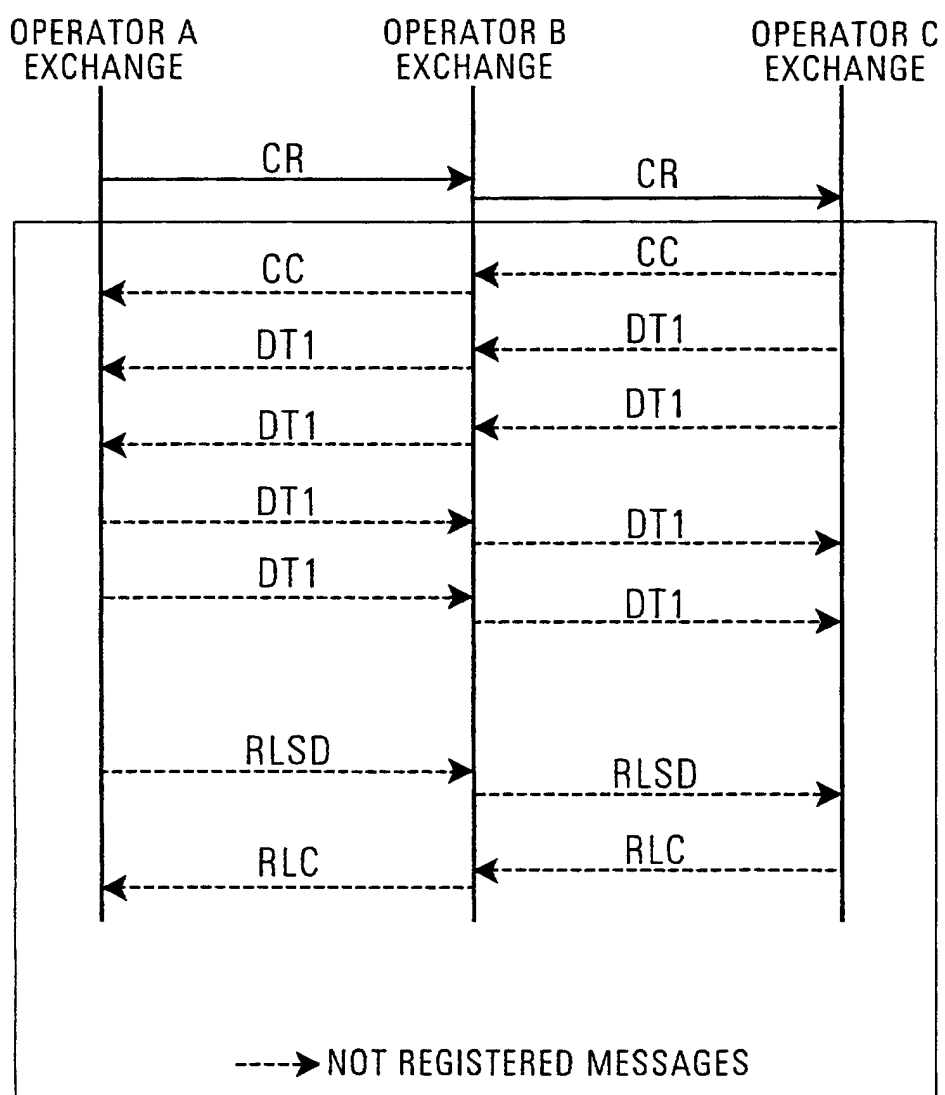 OPERATOR A
EXCHANGE
OPERATOR B
EXCHANGE
OPERATOR C
EXCHANGE
CR
CR
CC
CC
DT1
DT1
DT1
DT1
DT1
DT1
DT1
DT1
RLSD
RLSD
RLC
RLC
NOT REGISTERED MESSAGES